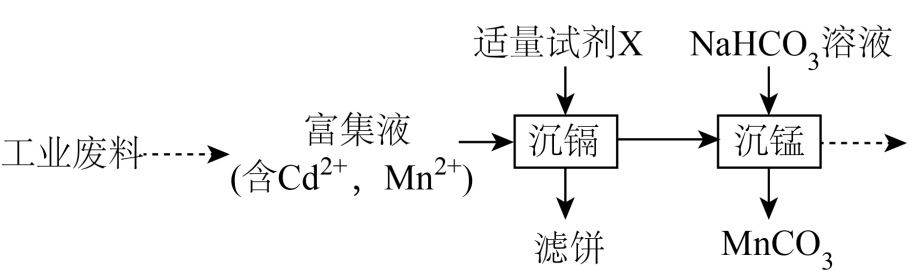 适量试剂X
NaHCO₃溶液
工业废料
富集液
(含Cd²⁺，Mn²⁺)
沉镉
沉锰
滤饼
MnCO₃